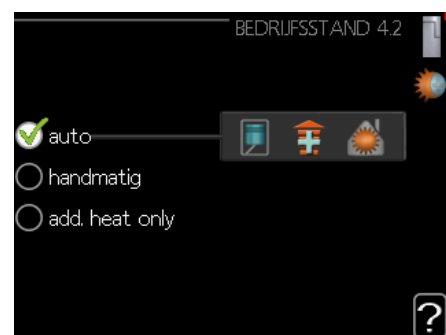 BEDRIJFSSTAND 4.2
auto
handmatig
add. heat only
?